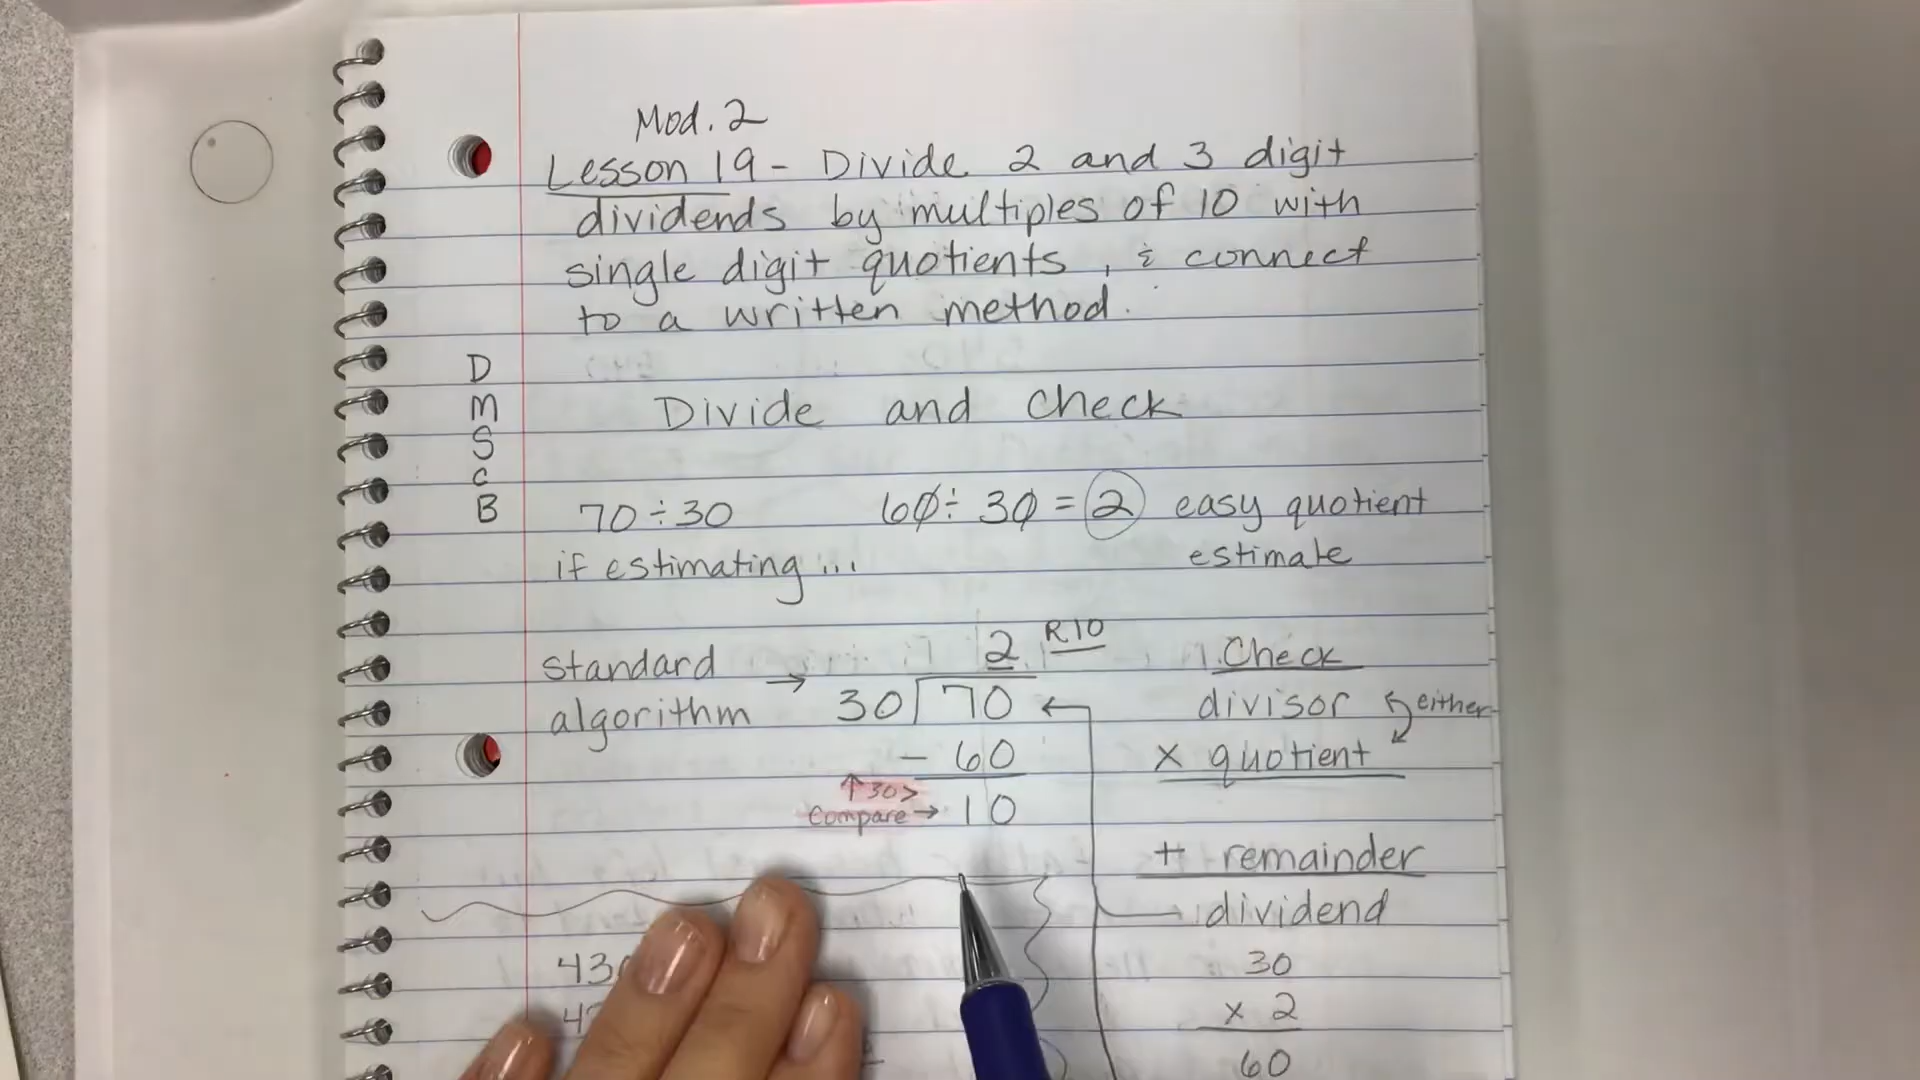 Mod. 2
Lesson 19 - Divide 2 and 3 digit
dividends by multiples of 10 with
single digit quotients, & connect
to a written method.
D
M
S
C
B
Divide and Check
70 ÷ 30
60 ÷ 30 = 2 easy quotient
estimate
if estimating...
standard
algorithm
→
2 R10
30 70
- 60
↑ 30 >
Compare → 10
Check
divisor either
x quotient
+ remainder
dividend
30
x 2
60